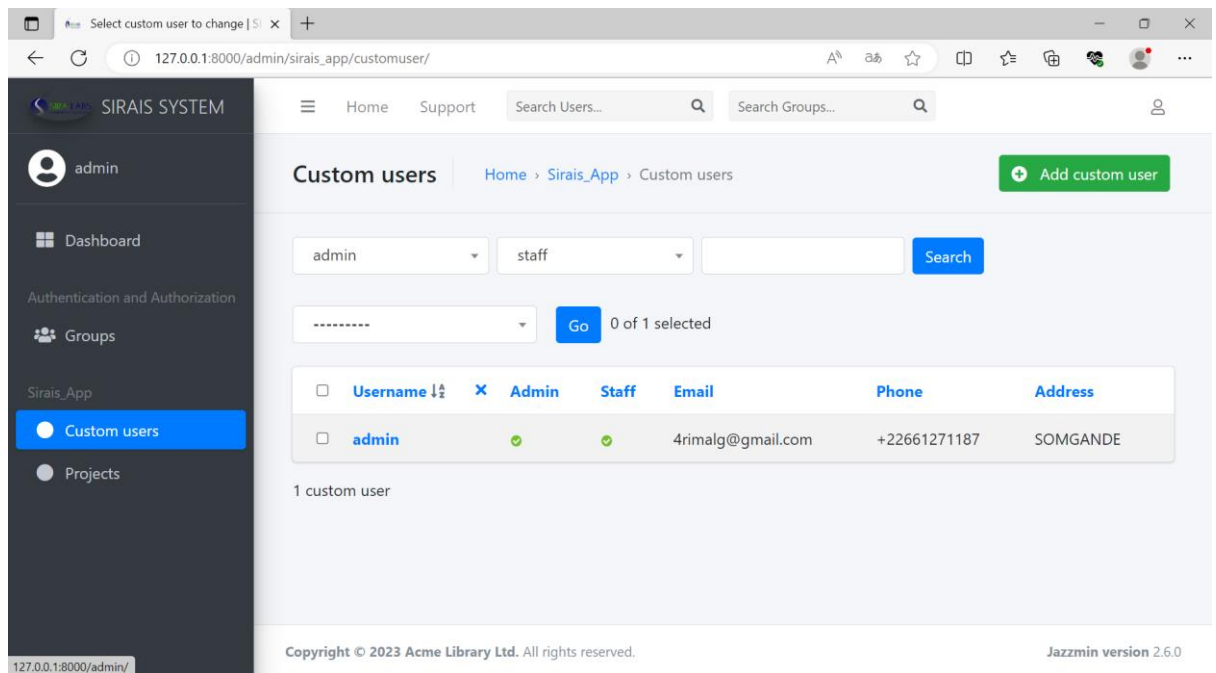 Select custom user to change | S
127.0.0.1:8000/admin/sirais_app/customuser/
SIRAIS SYSTEM
Home Support Search Users... Search Groups...
admin
Custom users Home › Sirais_App › Custom users Add custom user
Dashboard
admin staff Search
Authentication and Authorization
--------- Go 0 of 1 selected
Groups
Sirais_App
Username Admin Staff Email Phone Address
Custom users
admin 4rimalg@gmail.com +22661271187 SOMGANDE
Projects
1 custom user
Copyright © 2023 Acme Library Ltd. All rights reserved. Jazzmin version 2.6.0
127.0.0.1:8000/admin/